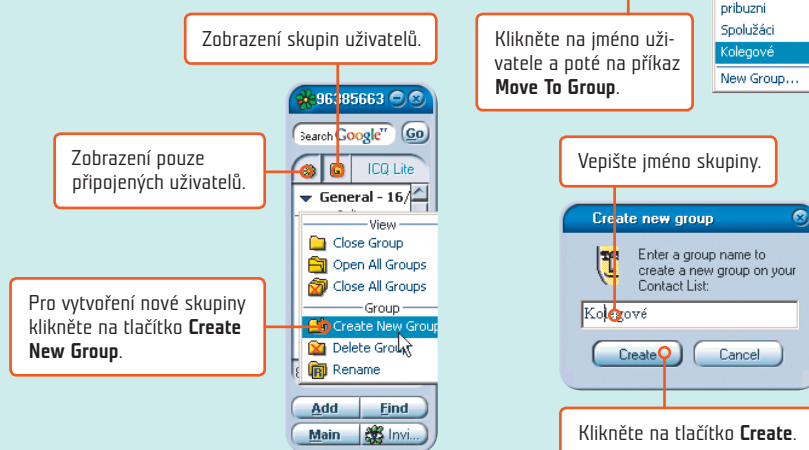 Zobrazení skupin uživatelů.
Zobrazení pouze
připojených uživatelů.
Pro vytvoření nové skupiny
klikněte na tlačítko Create
New Group.
96385663
Search Google Go
G ICQ Lite
General - 16/
View
Close Group
Open All Groups
Close All Groups
Group
Create New Group
Delete Group
Rename
Add Find
Main Invi...
Klikněte na jméno uži-
vatele a poté na příkaz
Move To Group.
pribuzni
Spolužáci
Kolegové
New Group...
Vepište jméno skupiny.
Create new group
Enter a group name to
create a new group on your
Contact List:
Kolegové
Create Cancel
Klikněte na tlačítko Create.